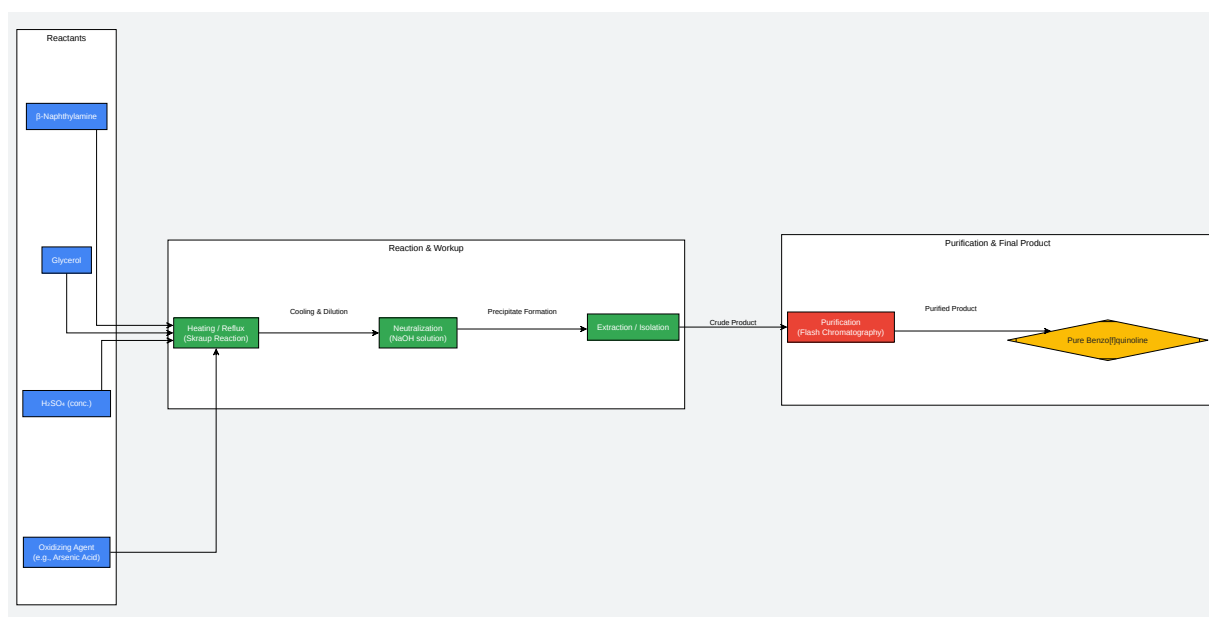 Reactants
β-Naphthylamine
Glycerol
H₂SO₄ (conc.)
Oxidizing Agent
(e.g., Arsenic Acid)
Reaction & Workup
Heating / Reflux
(Skraup Reaction)
Cooling & Dilution
Neutralization
(NaOH solution)
Precipitate Formation
Extraction / Isolation
Crude Product
Purification & Final Product
Purification
(Flash Chromatography)
Purified Product
Pure Benzo[f]quinoline